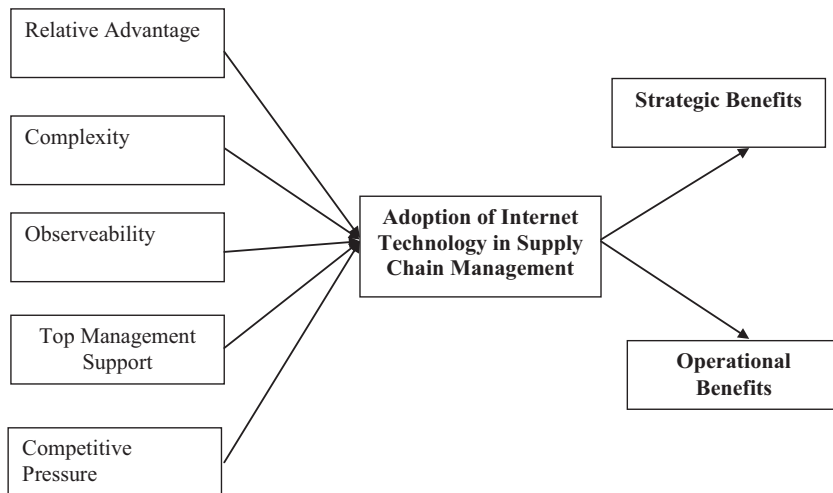 Relative Advantage
Complexity
Observeability
Top Management
Support
Competitive
Pressure
Adoption of Internet
Technology in Supply
Chain Management
Strategic Benefits
Operational
Benefits